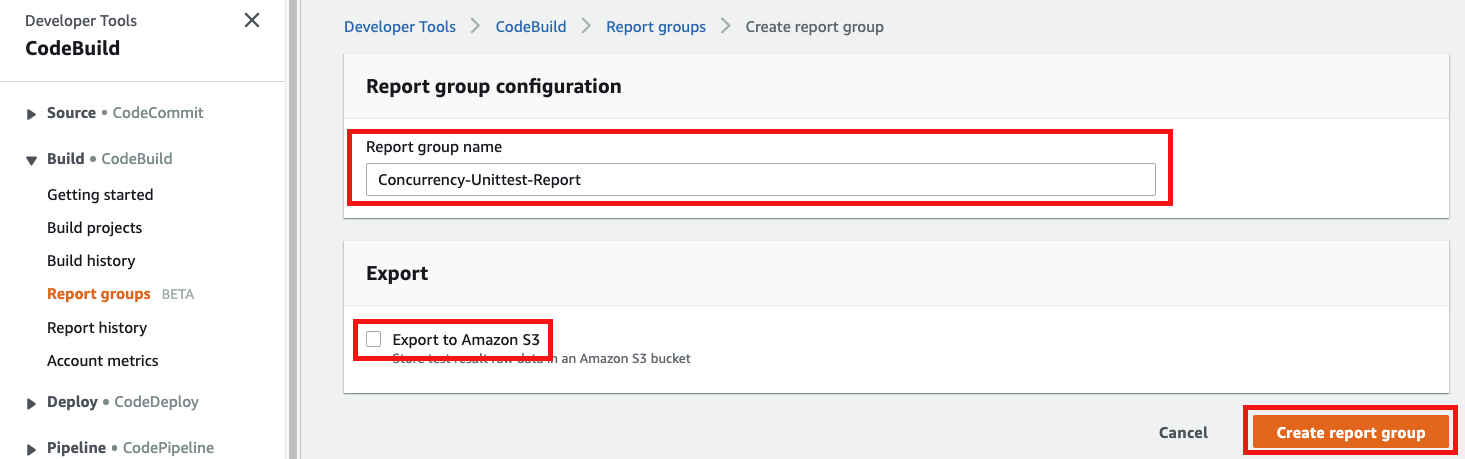 Developer Tools
CodeBuild
Source • CodeCommit
Build • CodeBuild
Getting started
Build projects
Build history
Report groups BETA
Report history
Account metrics
Deploy • CodeDeploy
Pipeline • CodePipeline
Developer Tools > CodeBuild > Report groups > Create report group
Report group configuration
Report group name
Concurrency-Unittest-Report
Export
Export to Amazon S3
Store test result raw data in an Amazon S3 bucket
Cancel
Create report group